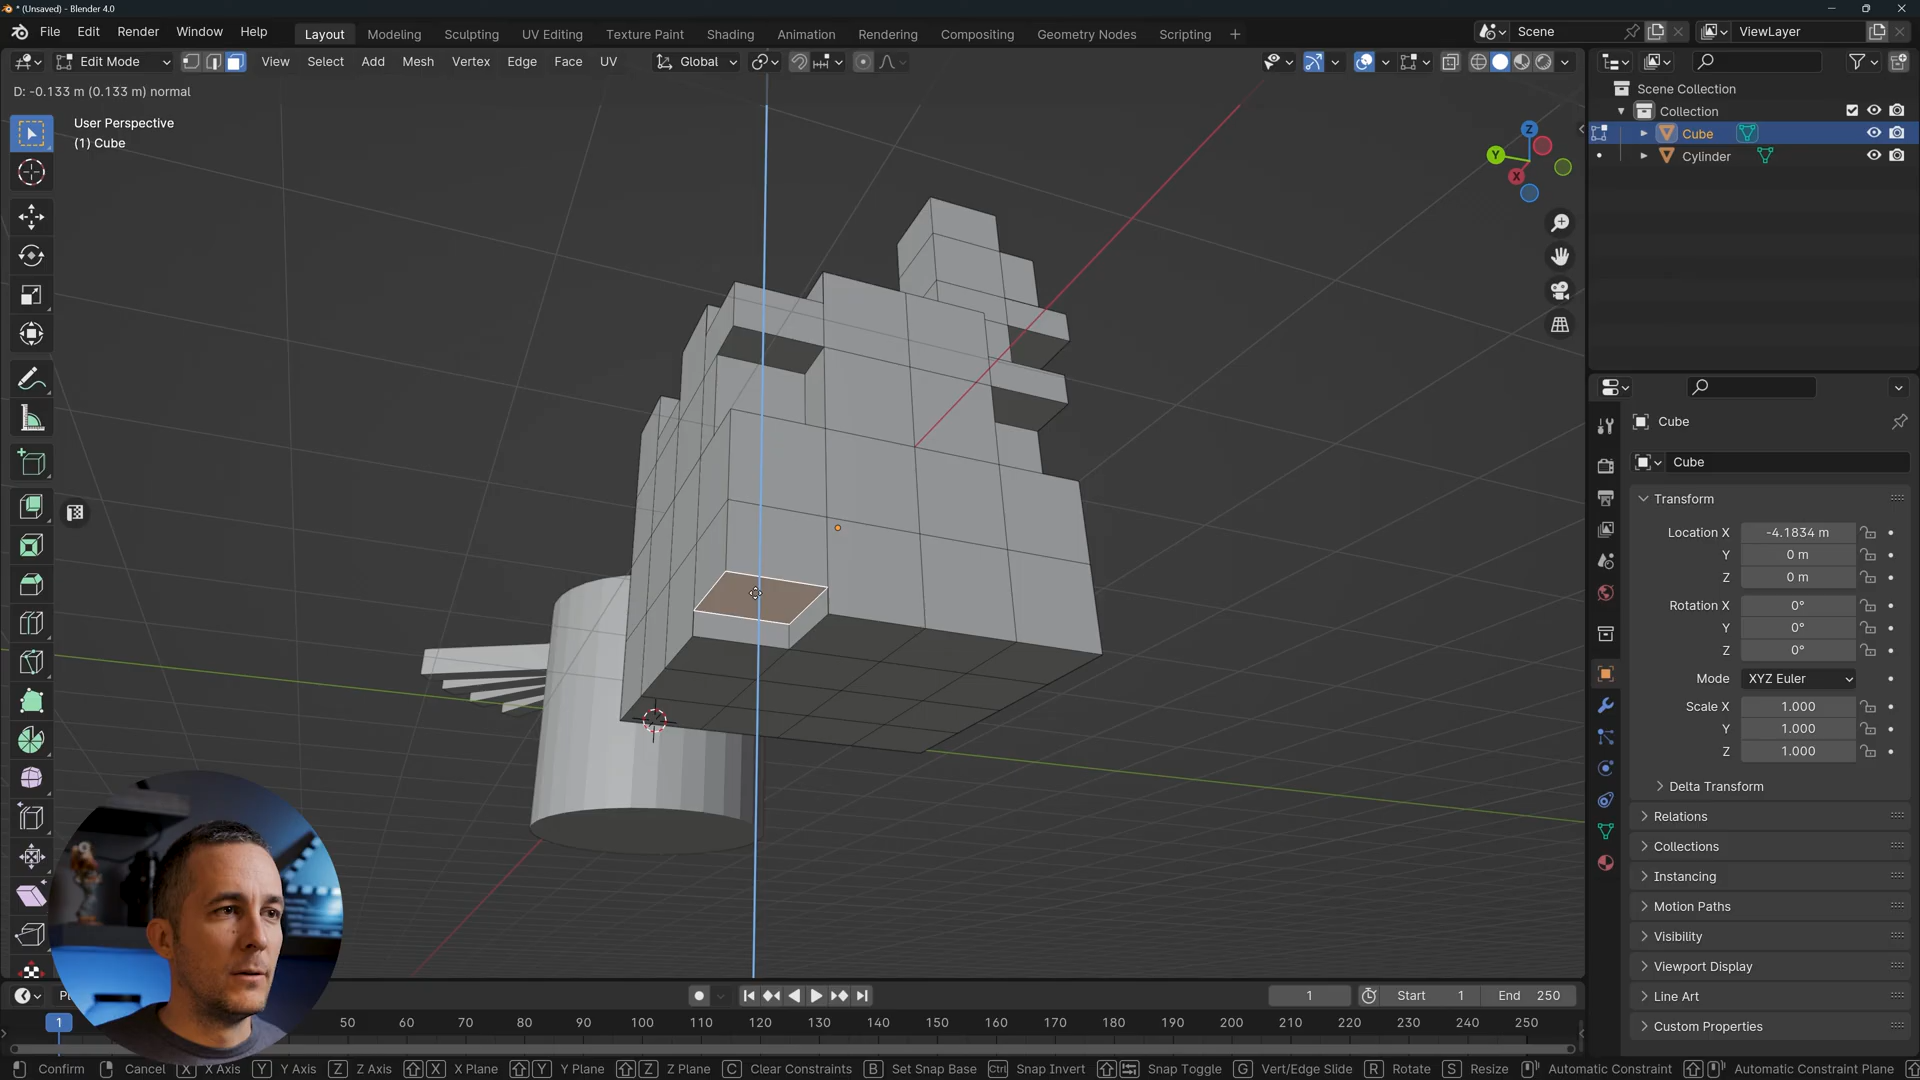 * (Unsaved) - Blender 4.0
File Edit Render Window Help
Layout Modeling Sculpting UV Editing Texture Paint Shading Animation Rendering Compositing Geometry Nodes Scripting +
Scene
ViewLayer
Edit Mode View Select Add Mesh Vertex Edge Face UV Global
D: -0.133 m (0.133 m) normal
User Perspective
(1) Cube
Z
Y
X
Scene Collection
Collection
Cube
Cylinder
Cube
Cube
Transform
Location X -4.1834 m
Y 0 m
Z 0 m
Rotation X 0°
Y 0°
Z 0°
Mode XYZ Euler
Scale X 1.000
Y 1.000
Z 1.000
Delta Transform
Relations
Collections
Instancing
Motion Paths
Visibility
Viewport Display
Line Art
Custom Properties
1 Start 1 End 250
1 50 60 70 80 90 100 110 120 130 140 150 160 170 180 190 200 210 220 230 240 250
Confirm Cancel X X Axis Y Y Axis Z Z Axis X X Plane Y Y Plane Z Z Plane C Clear Constraints B Set Snap Base Ctrl Snap Invert Snap Toggle G Vert/Edge Slide R Rotate S Resize Automatic Constraint Automatic Constraint Plane